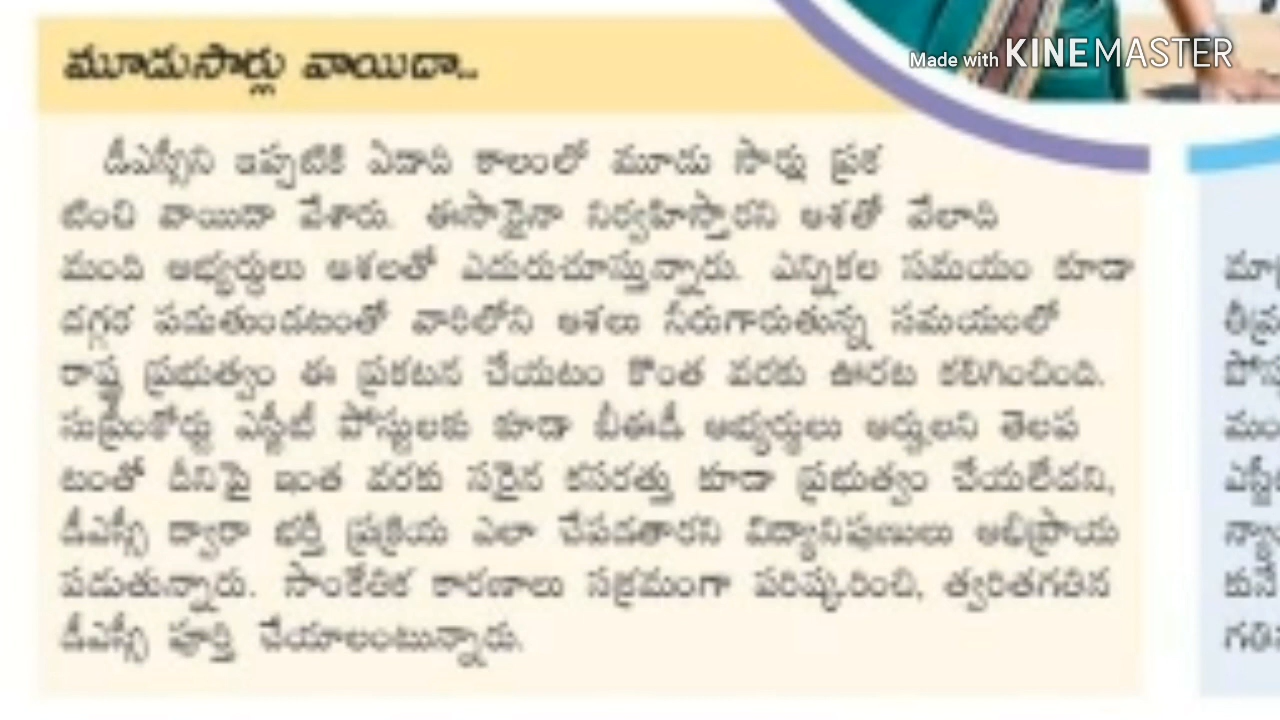 Made with KINEMASTER
మూడుసార్లు వాయిదా..
డీఎస్సీని ఇప్పటికి ఏడాది కాలంలో మూడు సార్లు ప్రక
టించి వాయిదా వేశారు. ఈసారైనా నిర్వహిస్తారని ఆశతో వేలాది
మంది అభ్యర్థులు ఆశలతో ఎదురుచూస్తున్నారు. ఎన్నికల సమయం కూడా
దగ్గర పడుతుండటంతో వారిలోని ఆశలు నీరుగారుతున్న సమయంలో
రాష్ట్ర ప్రభుత్వం ఈ ప్రకటన చేయటం కొంత వరకు ఊరట కలిగించింది.
సుప్రీంకోర్టు ఎస్జీటీ పోస్టులకు కూడా బీఈడీ అభ్యర్థులు అర్హులని తెలప
టంతో దీనిపై ఇంత వరకు సరైన కసరత్తు కూడా ప్రభుత్వం చేయలేదని,
డీఎస్సీ ద్వారా భర్తీ ప్రక్రియ ఎలా చేపడతారని విద్యానిపుణులు అభిప్రాయ
పడుతున్నారు. సాంకేతిక కారణాలు సక్రమంగా పరిష్కరించి, త్వరితగతిన
డీఎస్సీ పూర్తి చేయాలంటున్నారు.